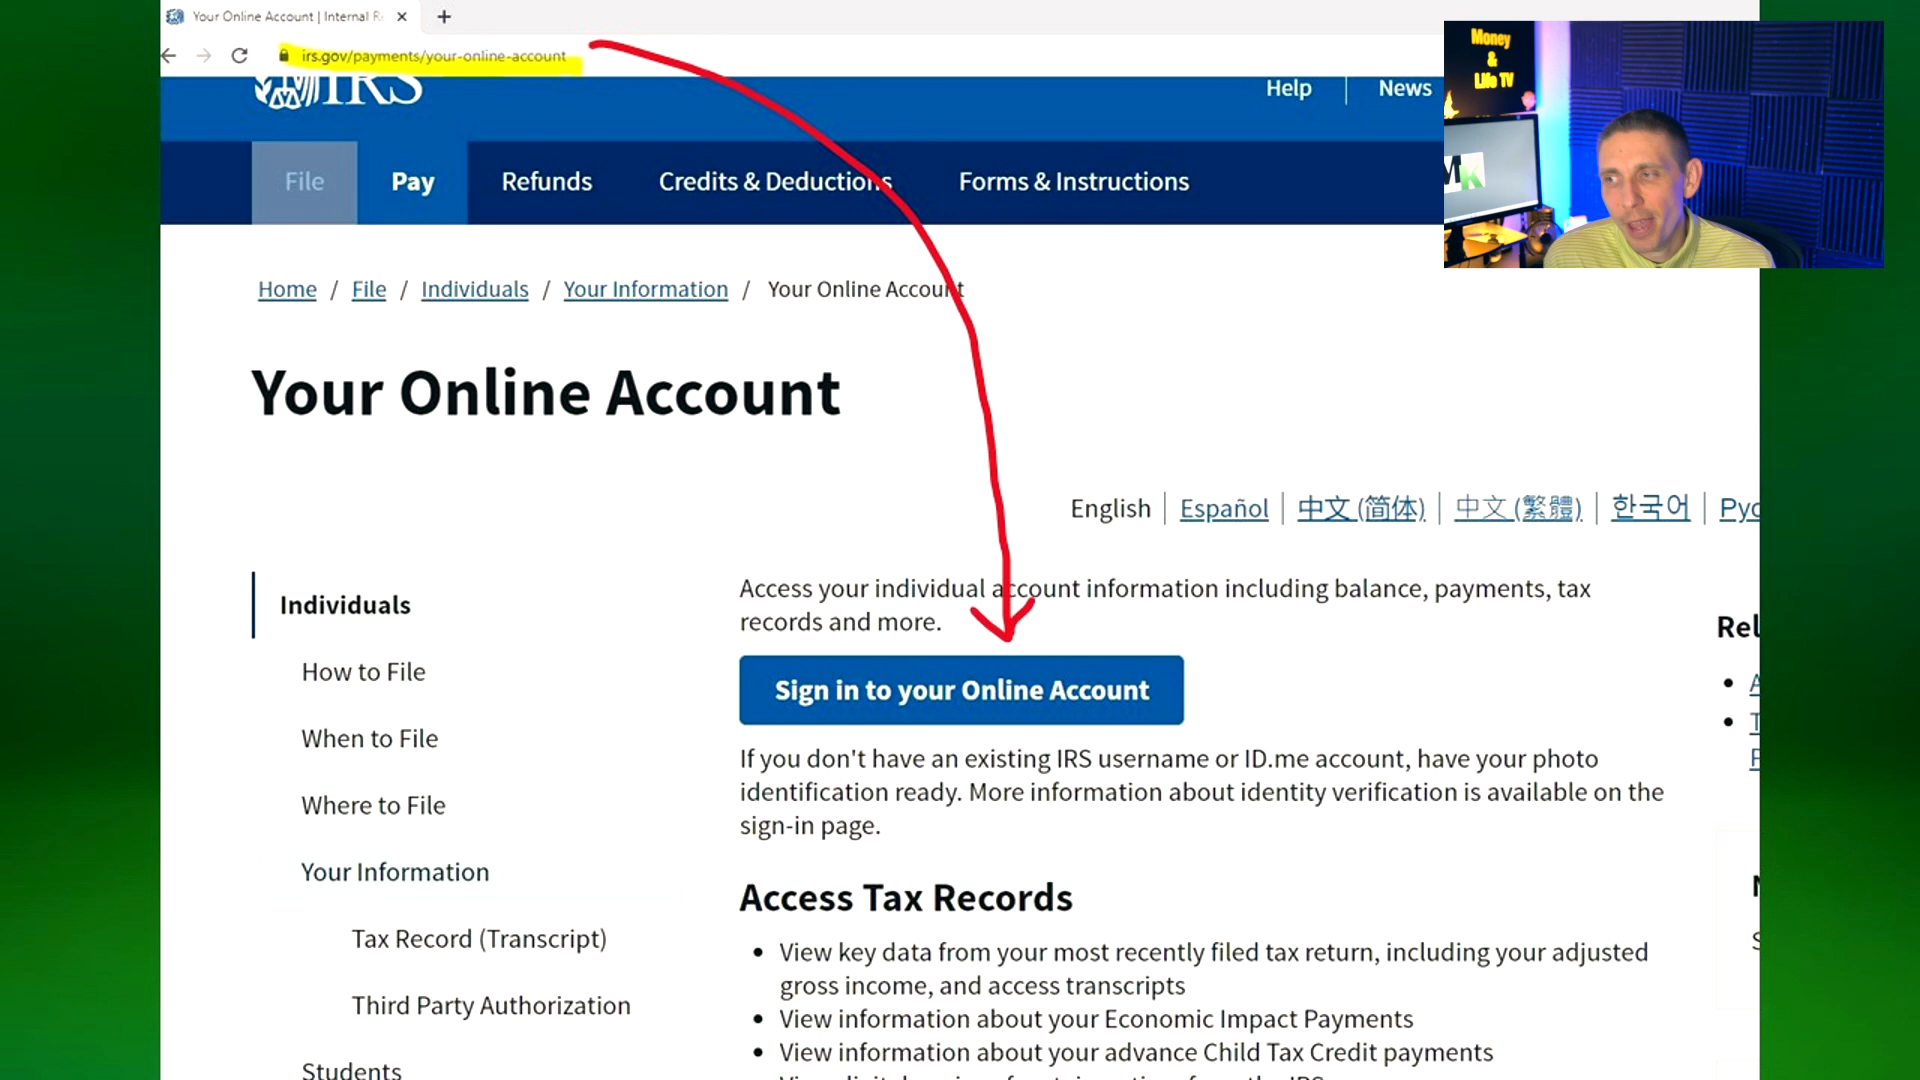 Your Online Account | Internal R
irs.gov/payments/your-online-account
IRS
Help
News
File
Pay
Refunds
Credits & Deductions
Forms & Instructions
Money
&
Life TV
MK
Home / File / Individuals / Your Information / Your Online Account
Your Online Account
English | Español | 中文 (简体) | 中文 (繁體) | 한국어 | Рус
Individuals
How to File
When to File
Where to File
Your Information
Tax Record (Transcript)
Third Party Authorization
Students
Access your individual account information including balance, payments, tax
records and more.
Sign in to your Online Account
If you don't have an existing IRS username or ID.me account, have your photo
identification ready. More information about identity verification is available on the
sign-in page.
Access Tax Records
• View key data from your most recently filed tax return, including your adjusted
gross income, and access transcripts
• View information about your Economic Impact Payments
• View information about your advance Child Tax Credit payments
Rel